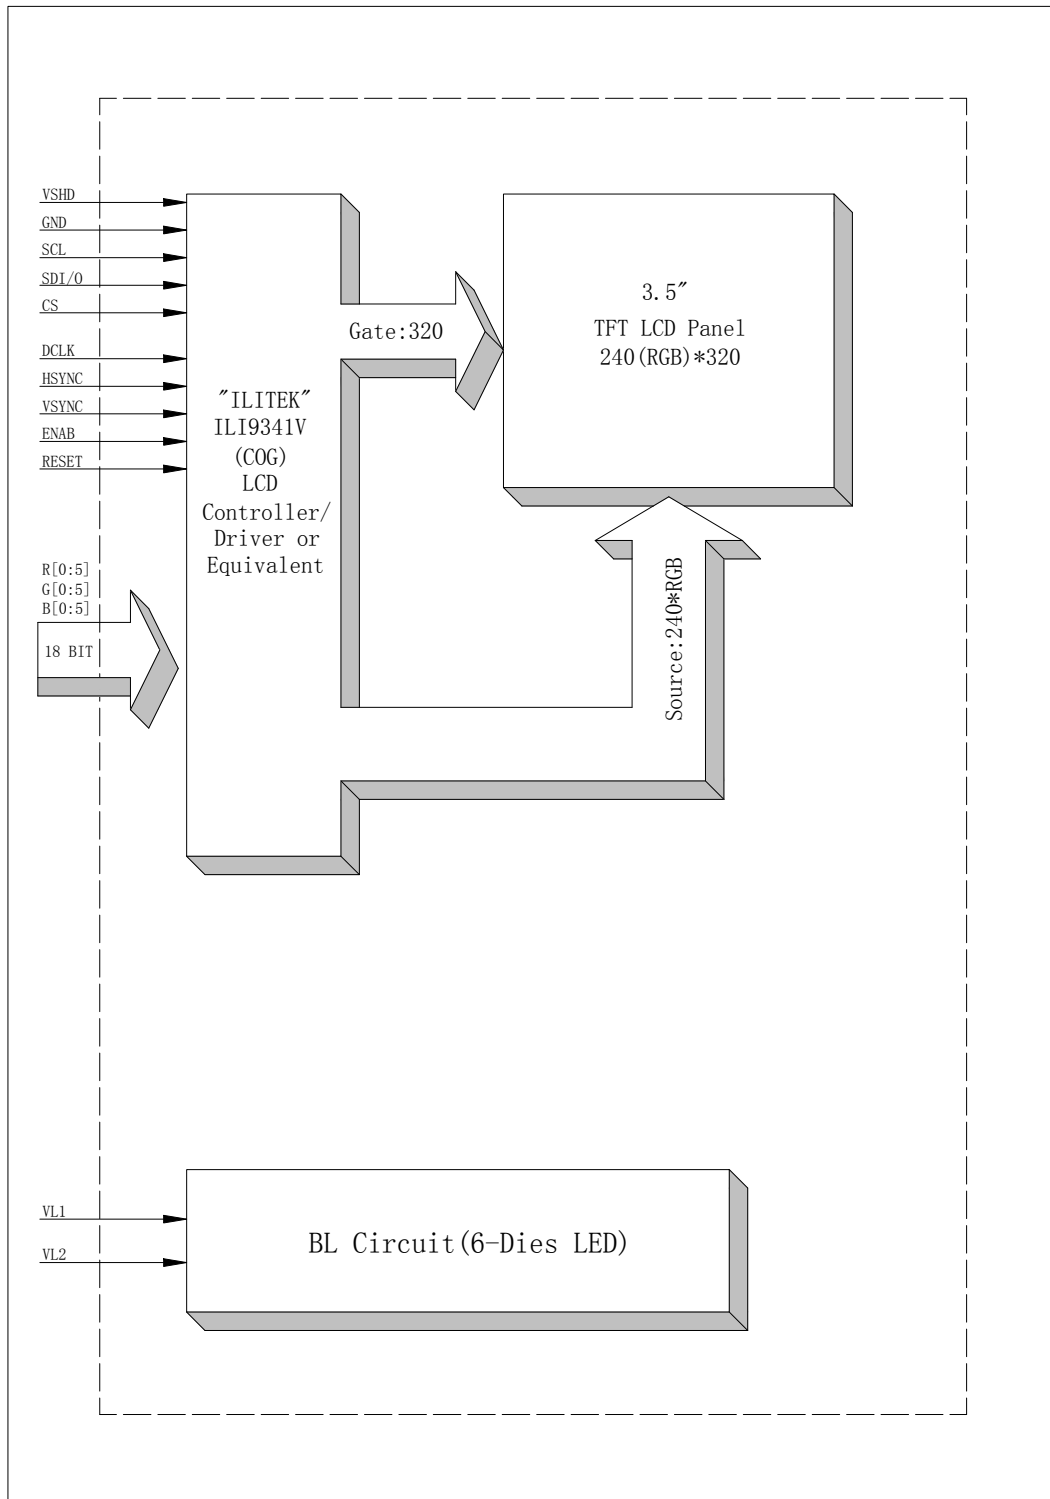 VSHD
GND
SCL
SDI/O
CS
DCLK
HSYNC
VSYNC
ENAB
RESET
R[0:5]
G[0:5]
B[0:5]
18 BIT
"ILITEK"
ILI9341V
(COG)
LCD
Controller/
Driver or
Equivalent
Gate:320
3.5″
TFT LCD Panel
240(RGB)*320
Source:240*RGB
VL1
VL2
BL Circuit(6-Dies LED)